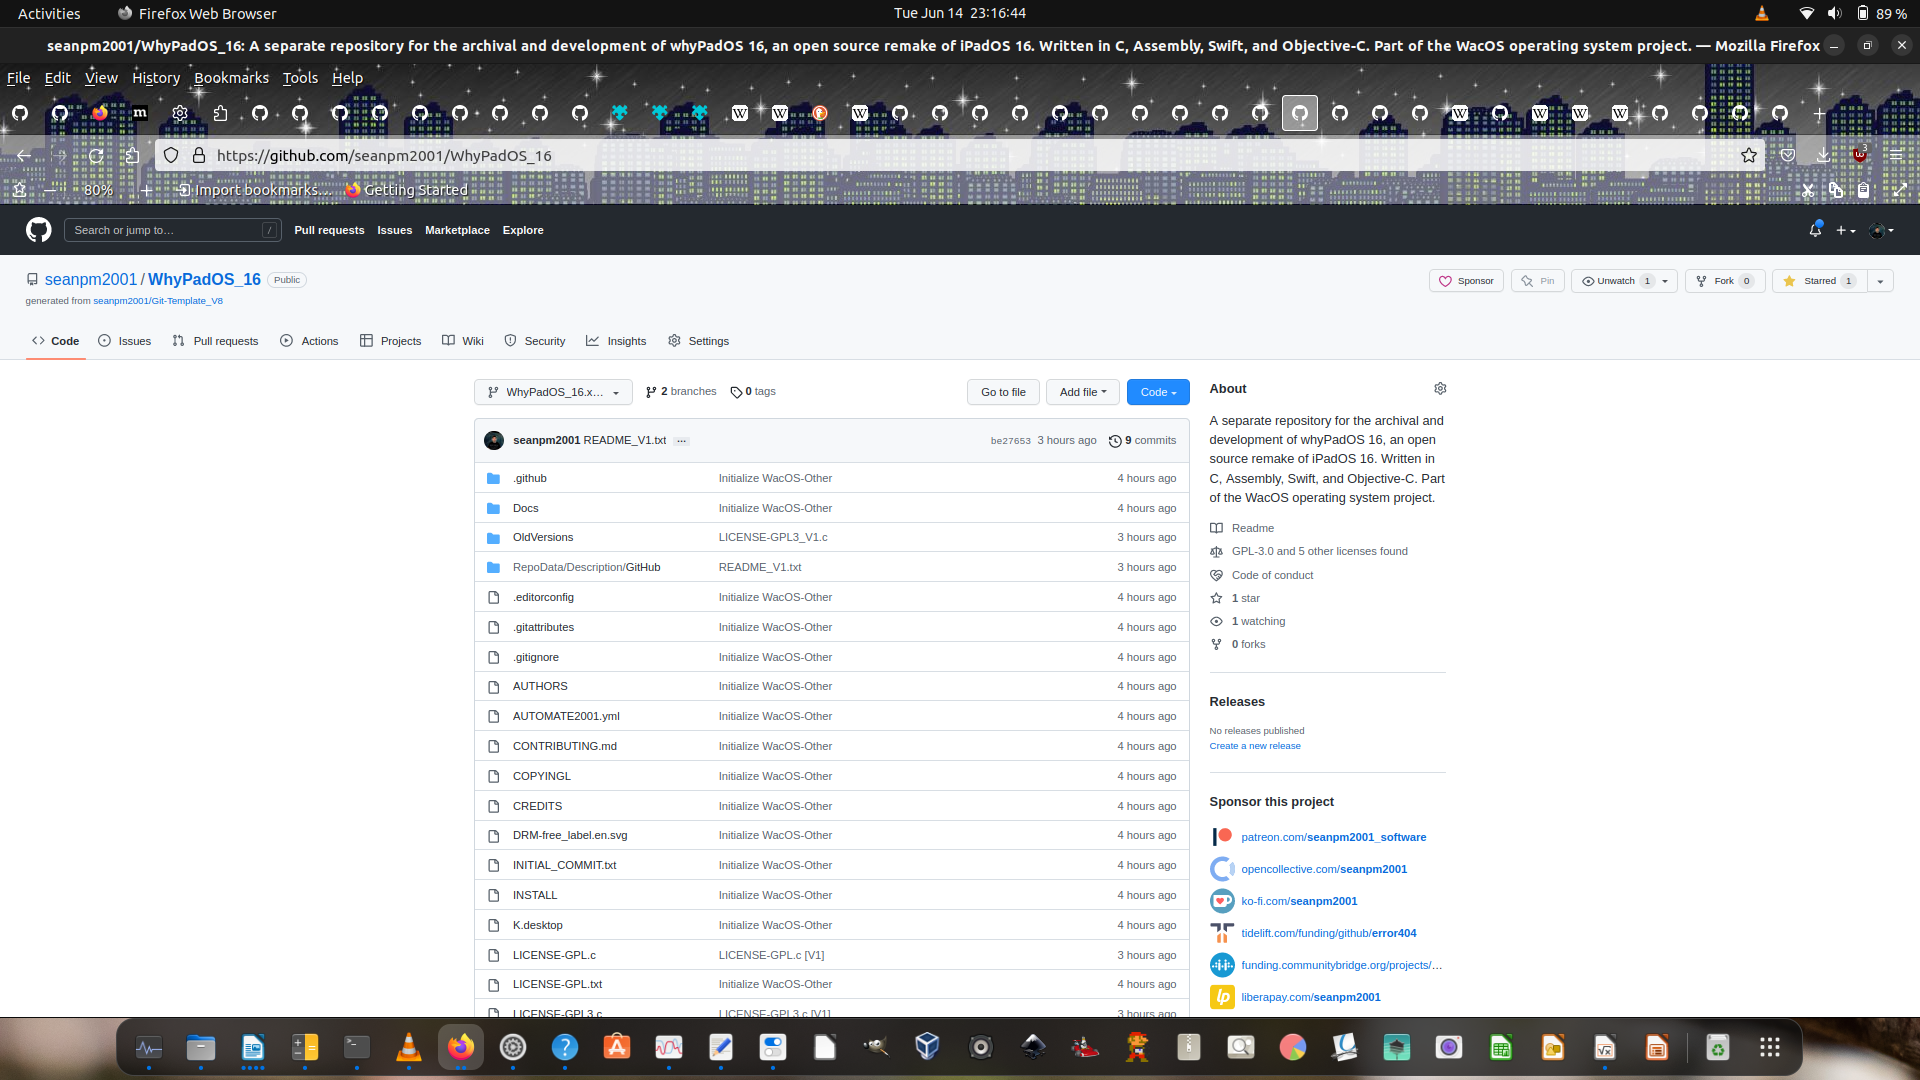 Activities
Firefox Web Browser
Tue Jun 14 23:16:44
89 %
seanpm2001/WhyPadOS_16: A separate repository for the archival and development of whyPadOS 16, an open source remake of iPadOS 16. Written in C, Assembly, Swift, and Objective-C. Part of the WacOS operating system project. — Mozilla Firefox
File Edit View History Bookmarks Tools Help
https://github.com/seanpm2001/WhyPadOS_16
3
80%
Import bookmarks...
Getting Started
Search or jump to…
/
Pull requests Issues Marketplace Explore
seanpm2001 / WhyPadOS_16 Public
generated from seanpm2001/Git-Template_V8
Sponsor
Pin
Unwatch 1
Fork 0
Starred 1
Code
Issues
Pull requests
Actions
Projects
Wiki
Security
Insights
Settings
WhyPadOS_16.x…
2 branches
0 tags
Go to file
Add file
Code
seanpm2001 README_V1.txt ...
be27653 3 hours ago
9 commits
.github Initialize WacOS-Other 4 hours ago
Docs Initialize WacOS-Other 4 hours ago
OldVersions LICENSE-GPL3_V1.c 3 hours ago
RepoData/Description/GitHub README_V1.txt 3 hours ago
.editorconfig Initialize WacOS-Other 4 hours ago
.gitattributes Initialize WacOS-Other 4 hours ago
.gitignore Initialize WacOS-Other 4 hours ago
AUTHORS Initialize WacOS-Other 4 hours ago
AUTOMATE2001.yml Initialize WacOS-Other 4 hours ago
CONTRIBUTING.md Initialize WacOS-Other 4 hours ago
COPYINGL Initialize WacOS-Other 4 hours ago
CREDITS Initialize WacOS-Other 4 hours ago
DRM-free_label.en.svg Initialize WacOS-Other 4 hours ago
INITIAL_COMMIT.txt Initialize WacOS-Other 4 hours ago
INSTALL Initialize WacOS-Other 4 hours ago
K.desktop Initialize WacOS-Other 4 hours ago
LICENSE-GPL.c LICENSE-GPL.c [V1] 3 hours ago
LICENSE-GPL.txt Initialize WacOS-Other 4 hours ago
LICENSE-GPL3.c LICENSE-GPL3.c [V1] 3 hours ago
About
A separate repository for the archival and
development of whyPadOS 16, an open
source remake of iPadOS 16. Written in
C, Assembly, Swift, and Objective-C. Part
of the WacOS operating system project.
Readme
GPL-3.0 and 5 other licenses found
Code of conduct
1 star
1 watching
0 forks
Releases
No releases published
Create a new release
Sponsor this project
patreon.com/seanpm2001_software
opencollective.com/seanpm2001
ko-fi.com/seanpm2001
tidelift.com/funding/github/error404
funding.communitybridge.org/projects/…
liberapay.com/seanpm2001